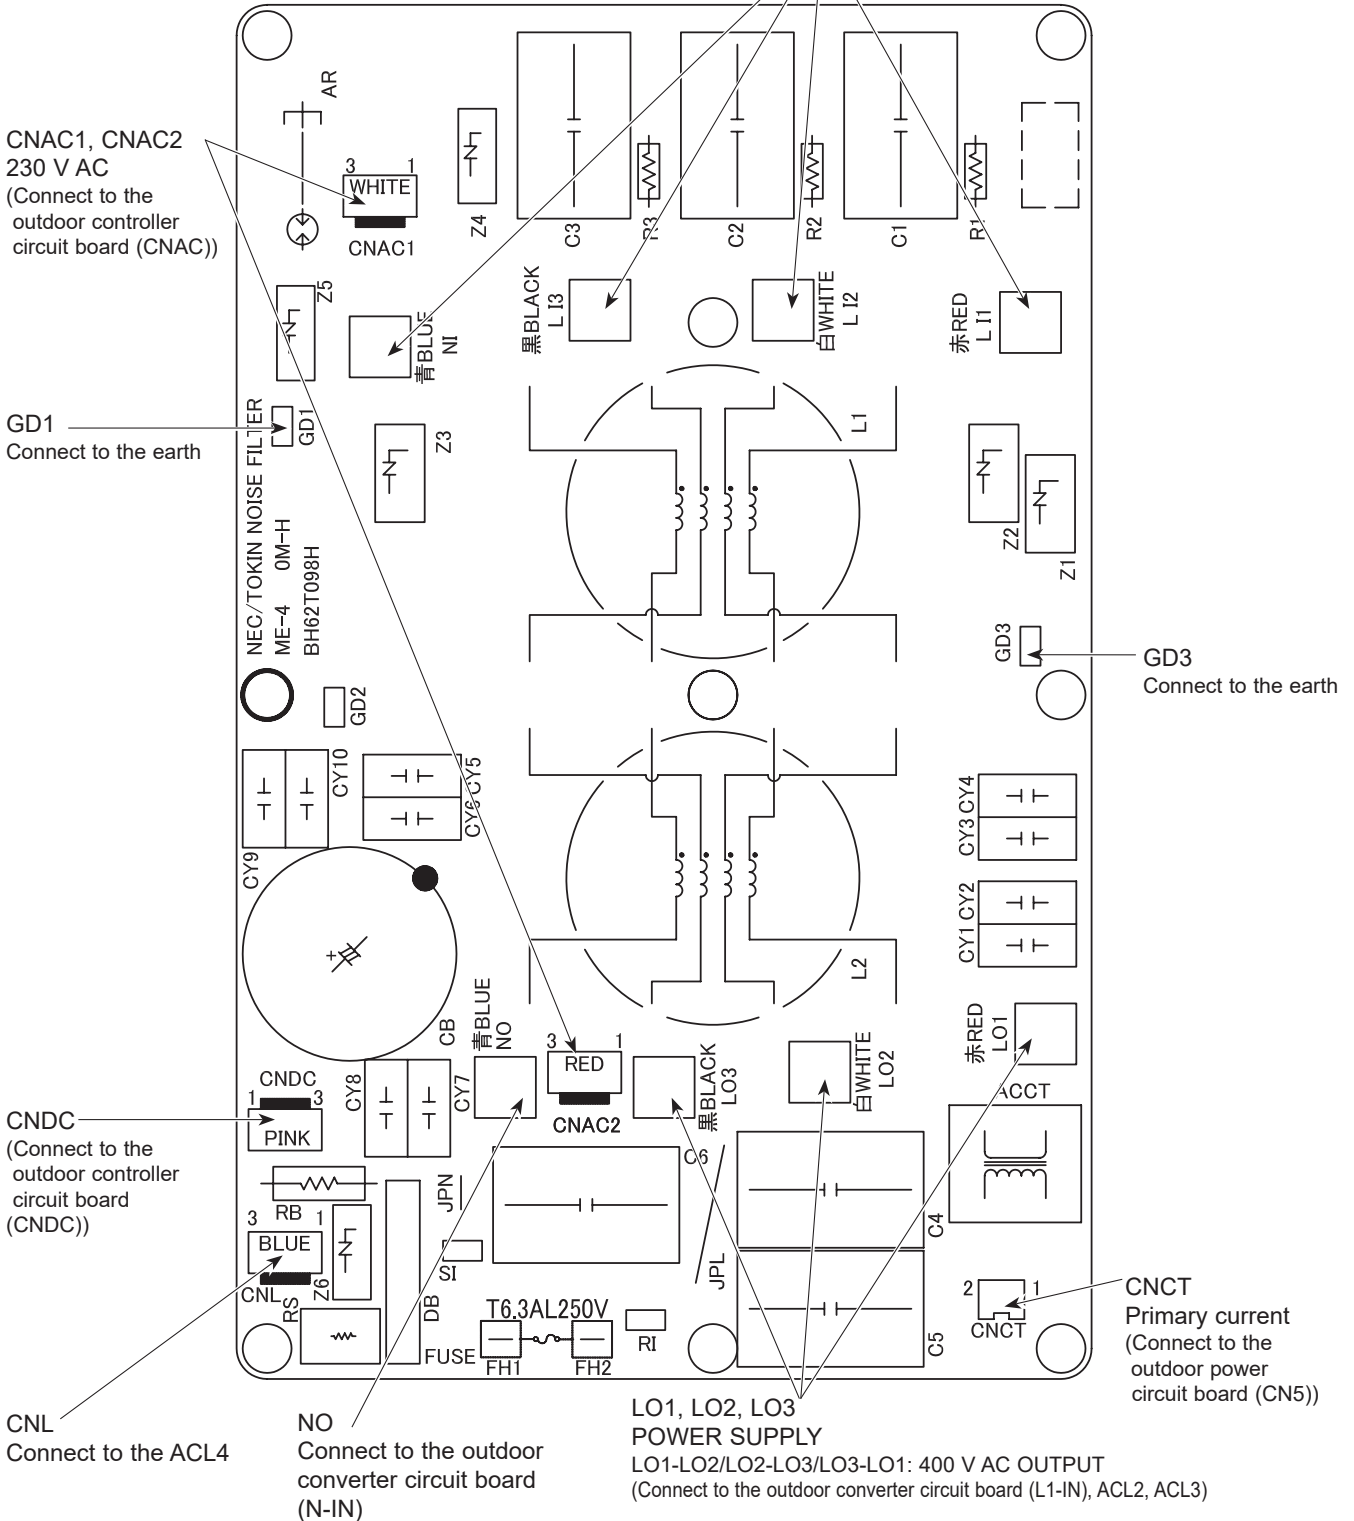 AR
CNAC1, CNAC2
230 V AC
(Connect to the
outdoor controller
circuit board (CNAC))
3 1
WHITE
CNAC1
Z4
C3
R3
C2
R2
C1
R1
Z5
青BLUE
NI
黒BLACK
L I3
白WHITE
L I2
赤RED
L I1
GD1
Connect to the earth
GD1
Z3
L1
Z2
Z1
NEC/TOKIN NOISE FILTER
ME-4 0M-H
BH62T098H
GD3
GD3
Connect to the earth
GD2
CY10
CY5
CY6
CY9
CY3 CY4
CY1 CY2
L2
CB
青BLUE
NO
3 1
RED
CNAC2
黒BLACK
LO3
白WHITE
LO2
赤RED
LO1
ACCT
CNDC
1 3
PINK
CY8
CY7
CNDC
(Connect to the
outdoor controller
circuit board
(CNDC))
RB
JPN
C6
C4
3 1
BLUE
CNL
Z6
SI
JPL
RS
DB
T6.3AL250V
FUSE
FH1
FH2
RI
C5
2 1
CNCT
CNCT
Primary current
(Connect to the
outdoor power
circuit board (CN5))
CNL
Connect to the ACL4
NO
Connect to the outdoor
converter circuit board
(N-IN)
LO1, LO2, LO3
POWER SUPPLY
LO1-LO2/LO2-LO3/LO3-LO1: 400 V AC OUTPUT
(Connect to the outdoor converter circuit board (L1-IN), ACL2, ACL3)